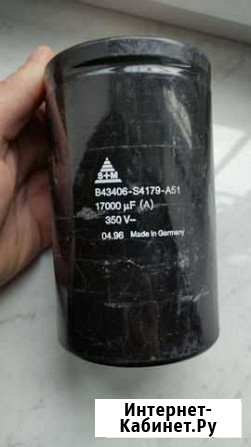 S+M
B43406-S4179-A51
17000 µF (A)
350 V–
04.96 Made in Germany
Интернет-
Кабинет.Ру